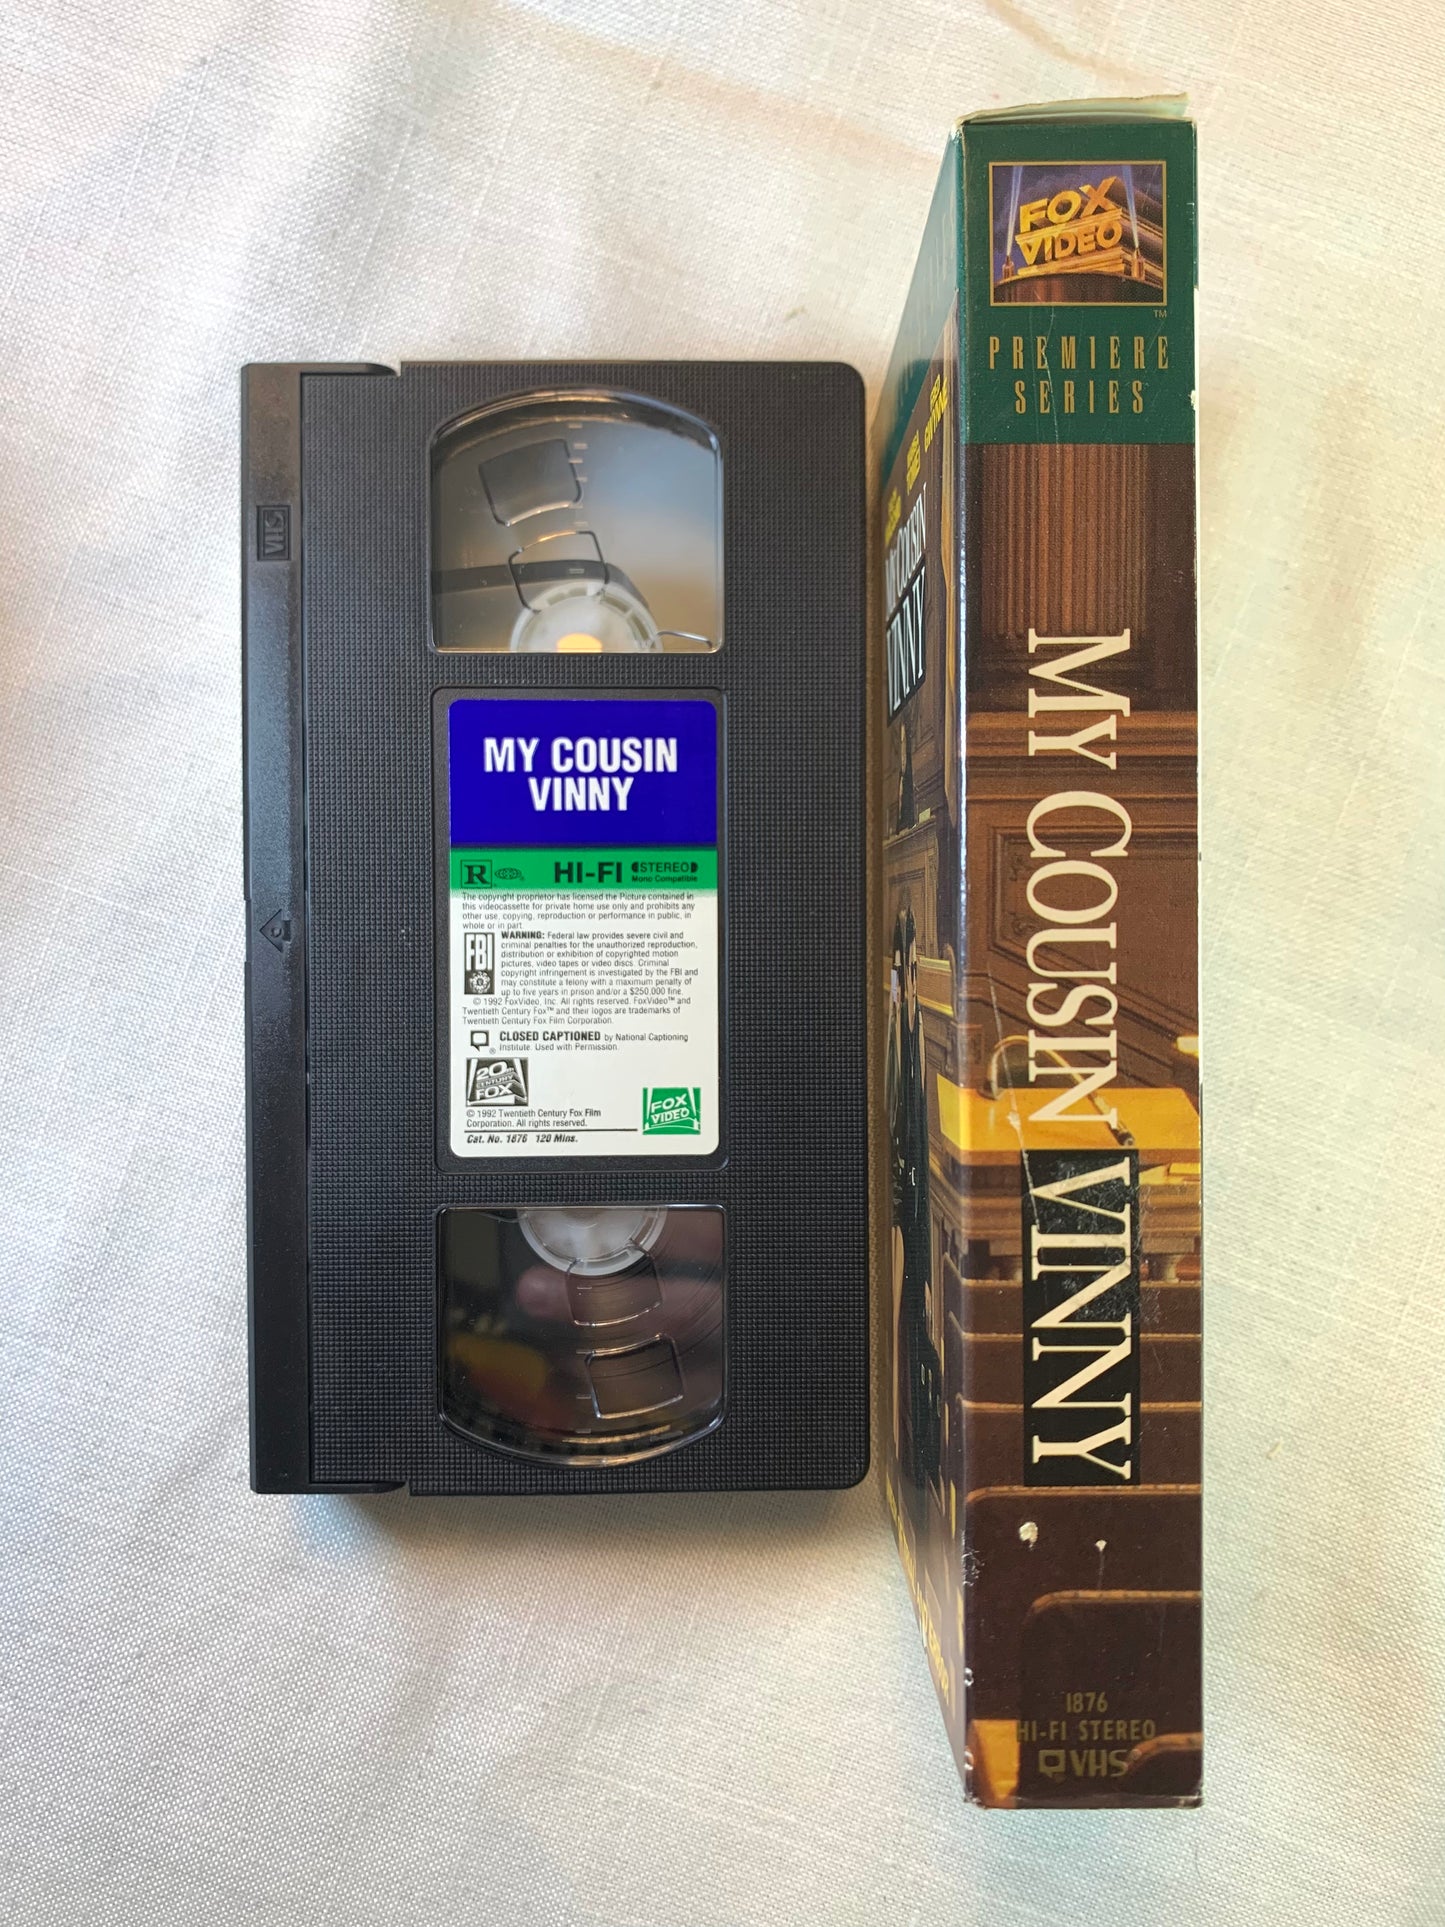 VHS
MY COUSIN
VINNY
R
HI-FI STEREO
Mono Compatible
The copyright proprietor has licensed the Picture contained in
this videocassette for private home use only and prohibits any
other use, copying, reproduction or performance in public, in
whole or in part.
FBI
WARNING: Federal law provides severe civil and
criminal penalties for the unauthorized reproduction,
distribution or exhibition of copyrighted motion
pictures, video tapes or video discs. Criminal
copyright infringement is investigated by the FBI and
may constitute a felony with a maximum penalty of
up to five years in prison and/or a $250,000 fine.
© 1992 FoxVideo, Inc. All rights reserved. FoxVideo™ and
Twentieth Century Fox™ and their logos are trademarks of
Twentieth Century Fox Film Corporation.
CLOSED CAPTIONED by National Captioning
® Institute. Used with Permission.
20TH
CENTURY
FOX
FOX
VIDEO
© 1992 Twentieth Century Fox Film
Corporation. All rights reserved.
Cat. No. 1876 120 Mins.
MY COUSIN
VINNY
GWYNNE
FOX
VIDEO
TM
PREMIERE
SERIES
MY COUSIN VINNY
1876
HI-FI STEREO
VHS